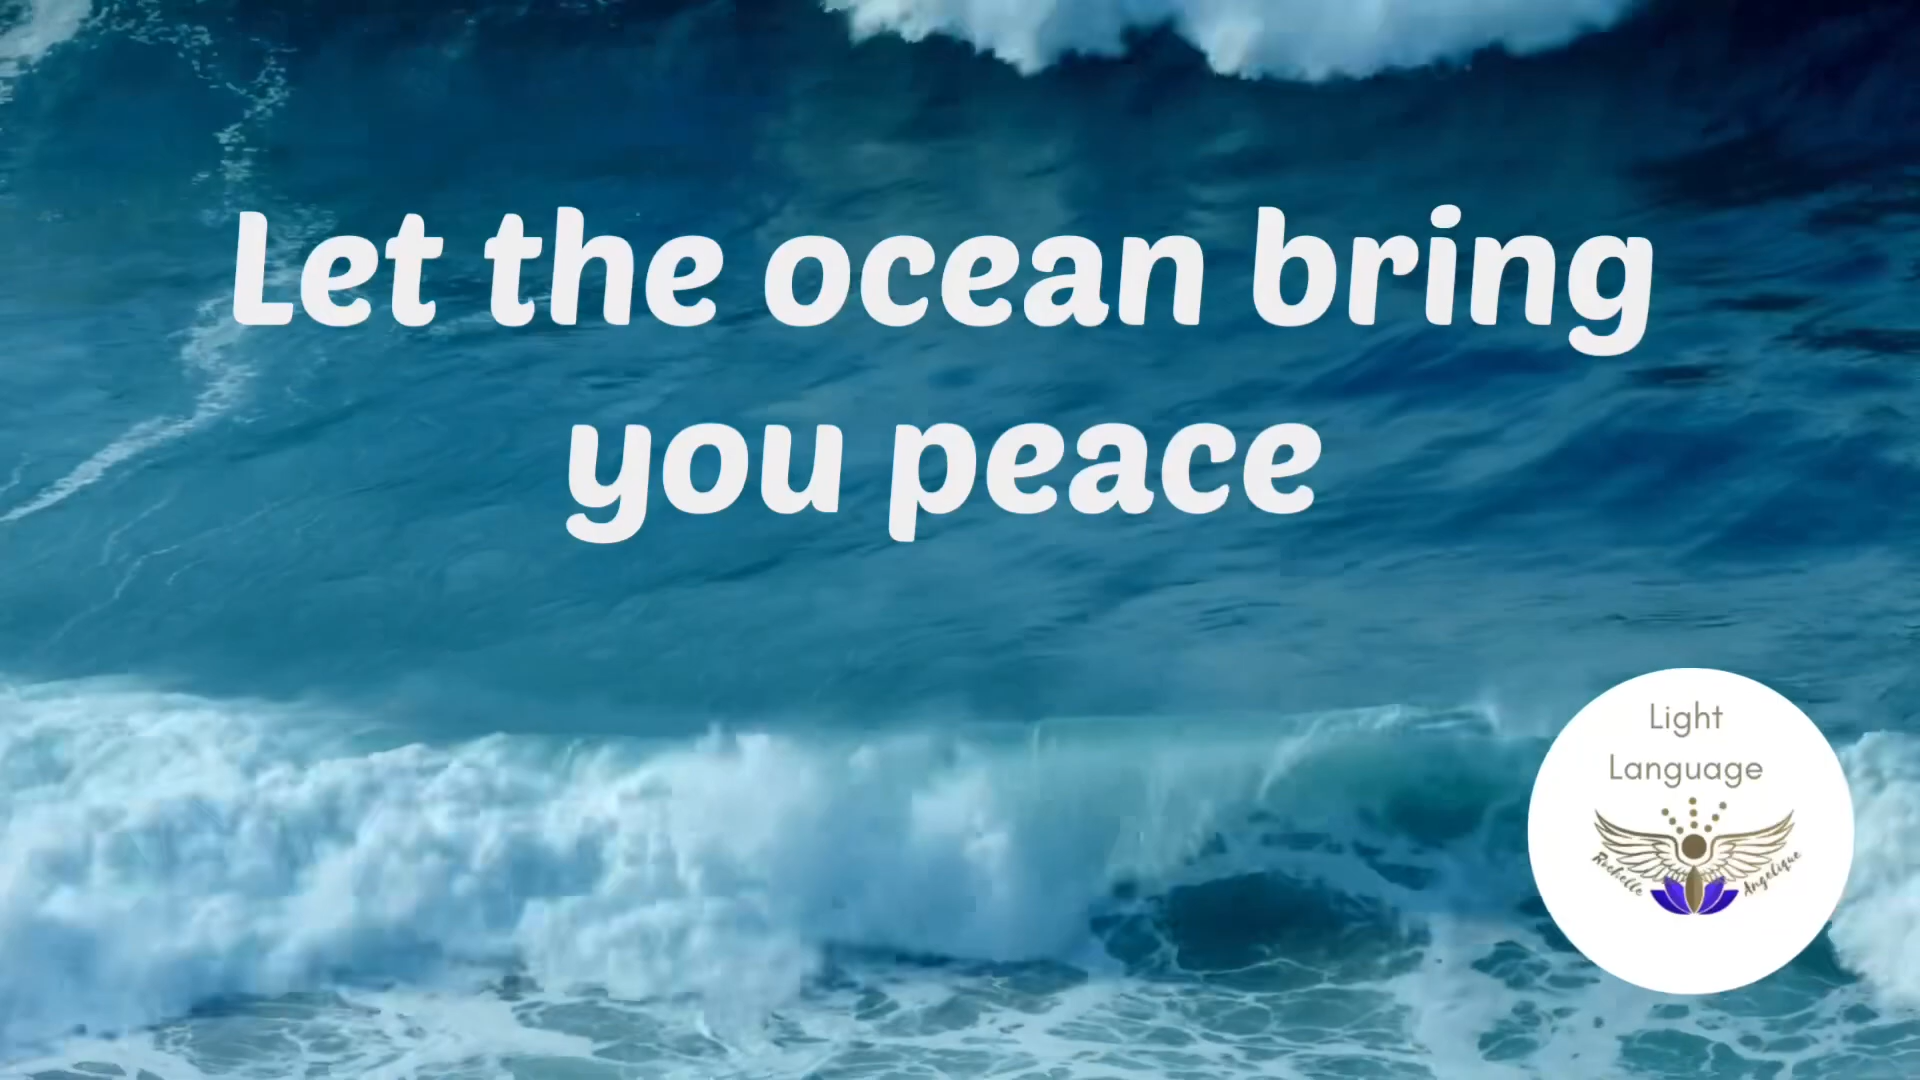 Let the ocean bring
you peace
Light
Language
Rochelle Angelique